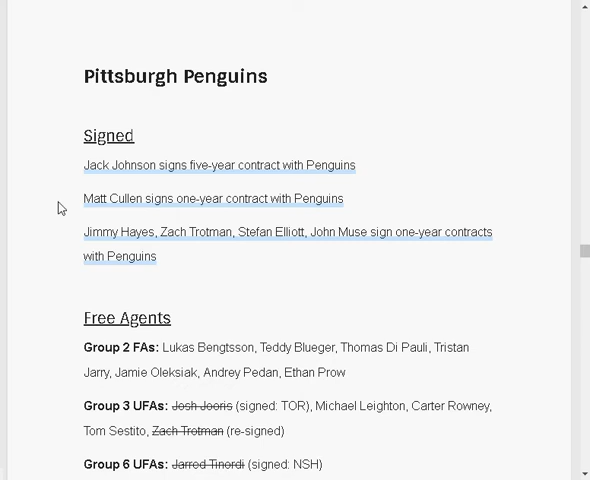 Pittsburgh Penguins
Signed
Jack Johnson signs five-year contract with Penguins
Matt Cullen signs one-year contract with Penguins
Jimmy Hayes, Zach Trotman, Stefan Elliott, John Muse sign one-year contracts
with Penguins
Free Agents
Group 2 FAs: Lukas Bengtsson, Teddy Blueger, Thomas Di Pauli, Tristan
Jarry, Jamie Oleksiak, Andrey Pedan, Ethan Prow
Group 3 UFAs: Josh Jooris (signed: TOR), Michael Leighton, Carter Rowney,
Tom Sestito, Zach Trotman (re-signed)
Group 6 UFAs: Jarred Tinordi (signed: NSH)